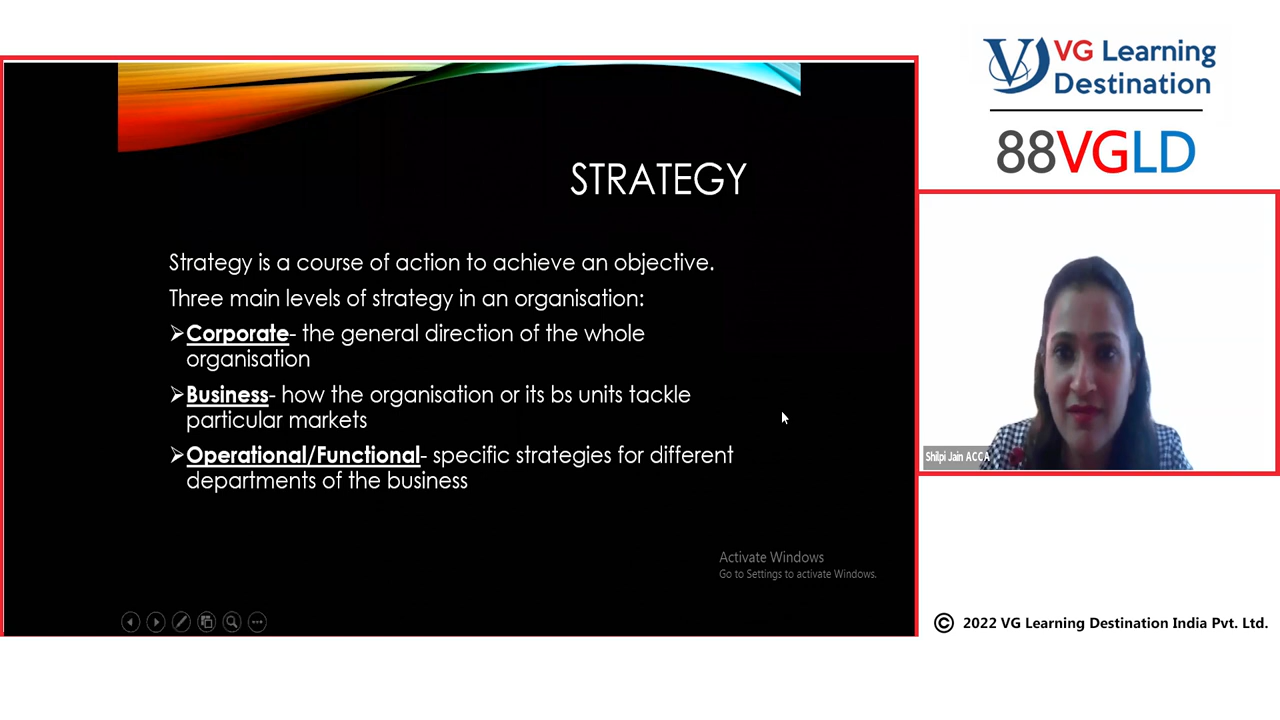 STRATEGY
Strategy is a course of action to achieve an objective.
Three main levels of strategy in an organisation:
➢Corporate- the general direction of the whole
organisation
➢Business- how the organisation or its bs units tackle
particular markets
➢Operational/Functional- specific strategies for different
departments of the business
Activate Windows
Go to Settings to activate Windows.
VG Learning
Destination
88VGLD
Shilpi Jain ACCA
© 2022 VG Learning Destination India Pvt. Ltd.